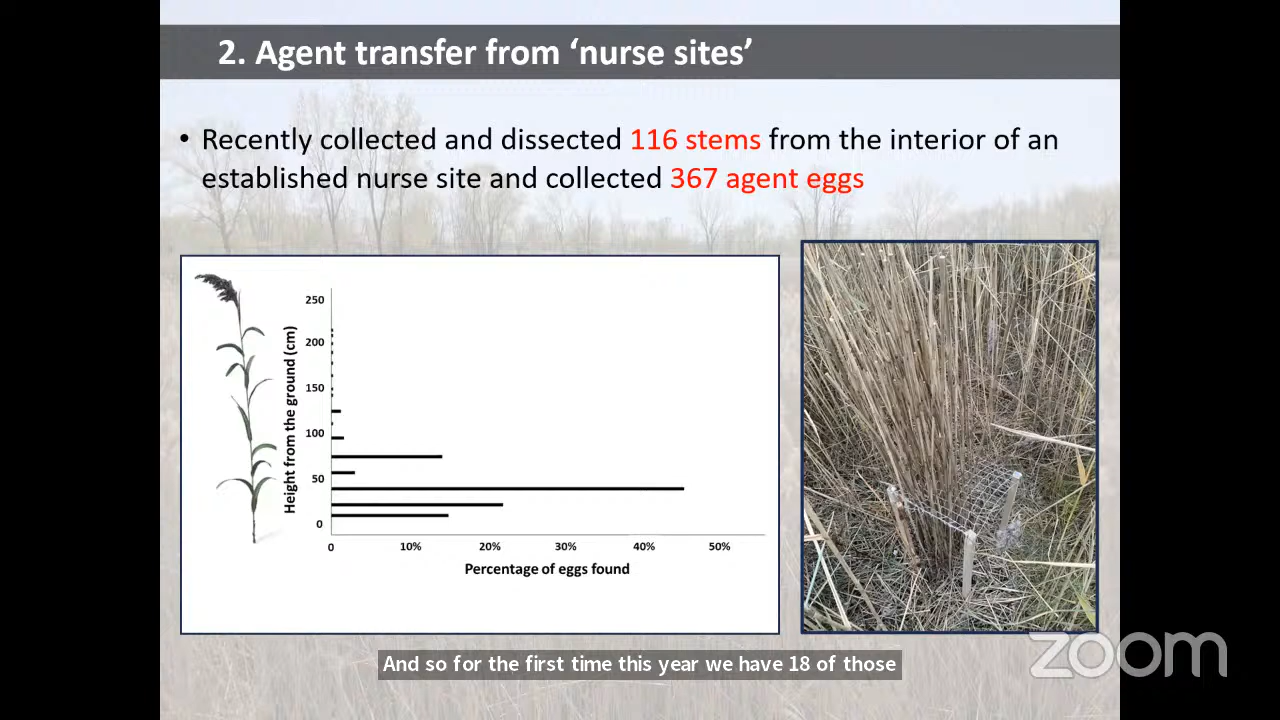 2. Agent transfer from ‘nurse sites’
• Recently collected and dissected 116 stems from the interior of an
established nurse site and collected 367 agent eggs
Height from the ground (cm)
250
200
150
100
50
0
0 10% 20% 30% 40% 50%
Percentage of eggs found
And so for the first time this year we have 18 of those
zoom